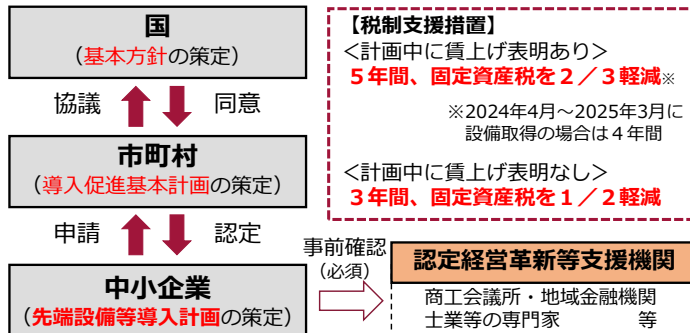 国
（基本方針の策定）
協議
同意
市町村
（導入促進基本計画の策定）
申請
認定
中小企業
（先端設備等導入計画の策定）
【税制支援措置】
＜計画中に賃上げ表明あり＞
５年間、固定資産税を２／３軽減※
※2024年4月～2025年3月に
設備取得の場合は４年間
＜計画中に賃上げ表明なし＞
３年間、固定資産税を１／２軽減
事前確認
（必須）
認定経営革新等支援機関
商工会議所・地域金融機関
士業等の専門家　　　　等